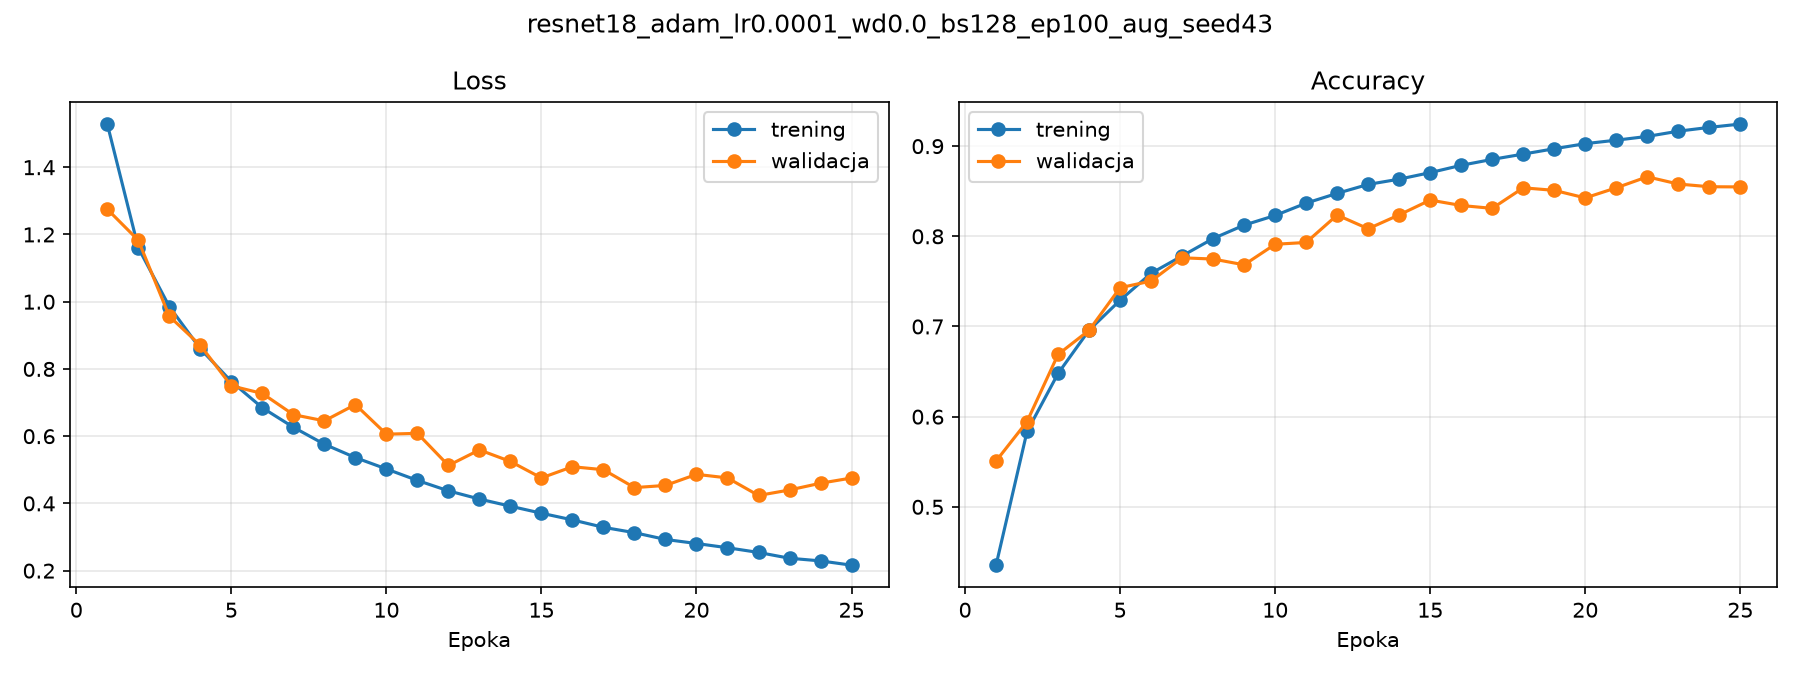 resnet18_adam_lr0.0001_wd0.0_bs128_ep100_aug_seed43
Loss
trening
walidacja
1.4
1.2
1.0
0.8
0.6
0.4
0.2
0 5 10 15 20 25
Epoka
Accuracy
trening
walidacja
0.9
0.8
0.7
0.6
0.5
0 5 10 15 20 25
Epoka